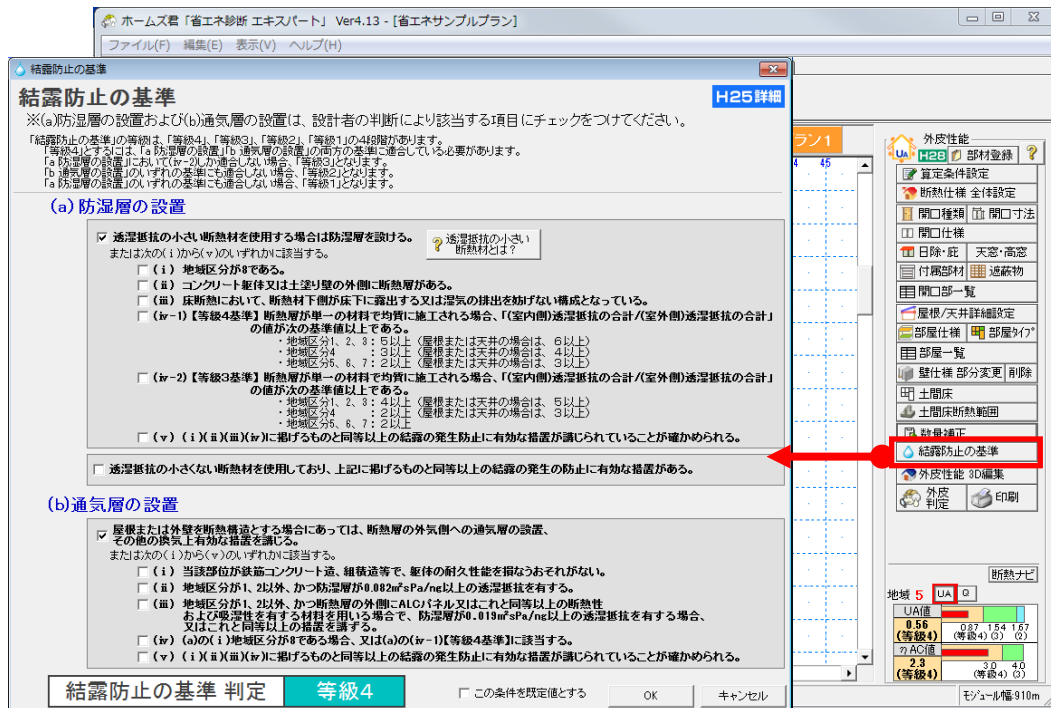 ホームズ君「省エネ診断 エキスパート」 Ver4.13 - [省エネサンプルプラン]
ファイル(F) 編集(E) 表示(V) ヘルプ(H)
結露防止の基準
結露防止の基準
H25詳細
※(a)防湿層の設置および(b)通気層の設置は、設計者の判断により該当する項目にチェックをつけてください。
「結露防止の基準」の等級は、「等級4」、「等級3」、「等級2」、「等級1」の4段階があります。
「等級4」とするには、「a 防湿層の設置」「b 通気層の設置」の両方の基準に適合している必要があります。
「a 防湿層の設置」において(ⅳ-2)しか適合しない場合、「等級3」となります。
「b 通気層の設置」のいずれの基準にも適合しない場合、「等級2」となります。
「a 防湿層の設置」のいずれの基準にも適合しない場合、「等級1」となります。
(a)防湿層の設置
透湿抵抗の小さい断熱材を使用する場合は防湿層を設ける。
または次の(ⅰ)から(ⅴ)のいずれかに該当する。
透湿抵抗の小さい
断熱材とは？
(ⅰ) 地域区分が8である。
(ⅱ) コンクリート躯体又は土塗り壁の外側に断熱層がある。
(ⅲ) 床断熱において、断熱材下側が床下に露出する又は湿気の排出を妨げない構成となっている。
(ⅳ-1)【等級4基準】断熱層が単一の材料で均質に施工される場合、「(室内側)透湿抵抗の合計/(室外側)透湿抵抗の合計」
の値が次の基準値以上である。
・地域区分1、2、3：5以上 (屋根または天井の場合は、6以上)
・地域区分4 ：3以上 (屋根または天井の場合は、4以上)
・地域区分5、6、7：2以上 (屋根または天井の場合は、3以上)
(ⅳ-2)【等級3基準】断熱層が単一の材料で均質に施工される場合、「(室内側)透湿抵抗の合計/(室外側)透湿抵抗の合計」
の値が次の基準値以上である。
・地域区分1、2、3：4以上 (屋根または天井の場合は、5以上)
・地域区分4 ：2以上 (屋根または天井の場合は、3以上)
・地域区分5、6、7：2以上
(ⅴ) (ⅰ)(ⅱ)(ⅲ)(ⅳ)に掲げるものと同等以上の結露の発生防止に有効な措置が講じられていることが確かめられる。
透湿抵抗の小さくない断熱材を使用しており、上記に掲げるものと同等以上の結露の発生の防止に有効な措置がある。
(b)通気層の設置
屋根または外壁を断熱構造とする場合にあっては、断熱層の外気側への通気層の設置、
その他の換気上有効な措置を講じる。
または次の(ⅰ)から(ⅴ)のいずれかに該当する。
(ⅰ) 当該部位が鉄筋コンクリート造、組積造等で、躯体の耐久性能を損なうおそれがない。
(ⅱ) 地域区分が1、2以外、かつ防湿層が0.082㎡sPa/ng以上の透湿抵抗を有する。
(ⅲ) 地域区分が1、2以外、かつ断熱層の外側にALCパネル又はこれと同等以上の断熱性
および吸湿性を有する材料を用いる場合で、防湿層が0.019㎡sPa/ng以上の透湿抵抗を有する場合、
又はこれと同等以上の措置を講ずる。
(ⅳ) (a)の(ⅰ)地域区分が8である場合、又は(a)の(ⅳ-1)【等級4基準】に該当する。
(ⅴ) (ⅰ)(ⅱ)(ⅲ)(ⅳ)に掲げるものと同等以上の結露の発生防止に有効な措置が講じられていることが確かめられる。
結露防止の基準 判定 等級4
この条件を既定値とする
OK
キャンセル
ラン1
4 45
外皮性能
UA H28 部材登録 ?
算定条件設定
断熱仕様 全体設定
開口種類 開口寸法
開口仕様
日除・庇 天窓・高窓
付属部材 遮蔽物
開口部一覧
屋根/天井詳細設定
部屋仕様 部屋タイプ
部屋一覧
壁仕様 部分変更 削除
土間床
土間床断熱範囲
数量補正
結露防止の基準
外皮性能 3D編集
外皮
判定
印刷
断熱ナビ
地域 5 UA Q
UA値
0.56
(等級4)
0.87 1.54 1.67
(等級4) (3) (2)
ηAC値
2.3
(等級4)
3.0 4.0
(等級4) (3)
モジュール幅-910m